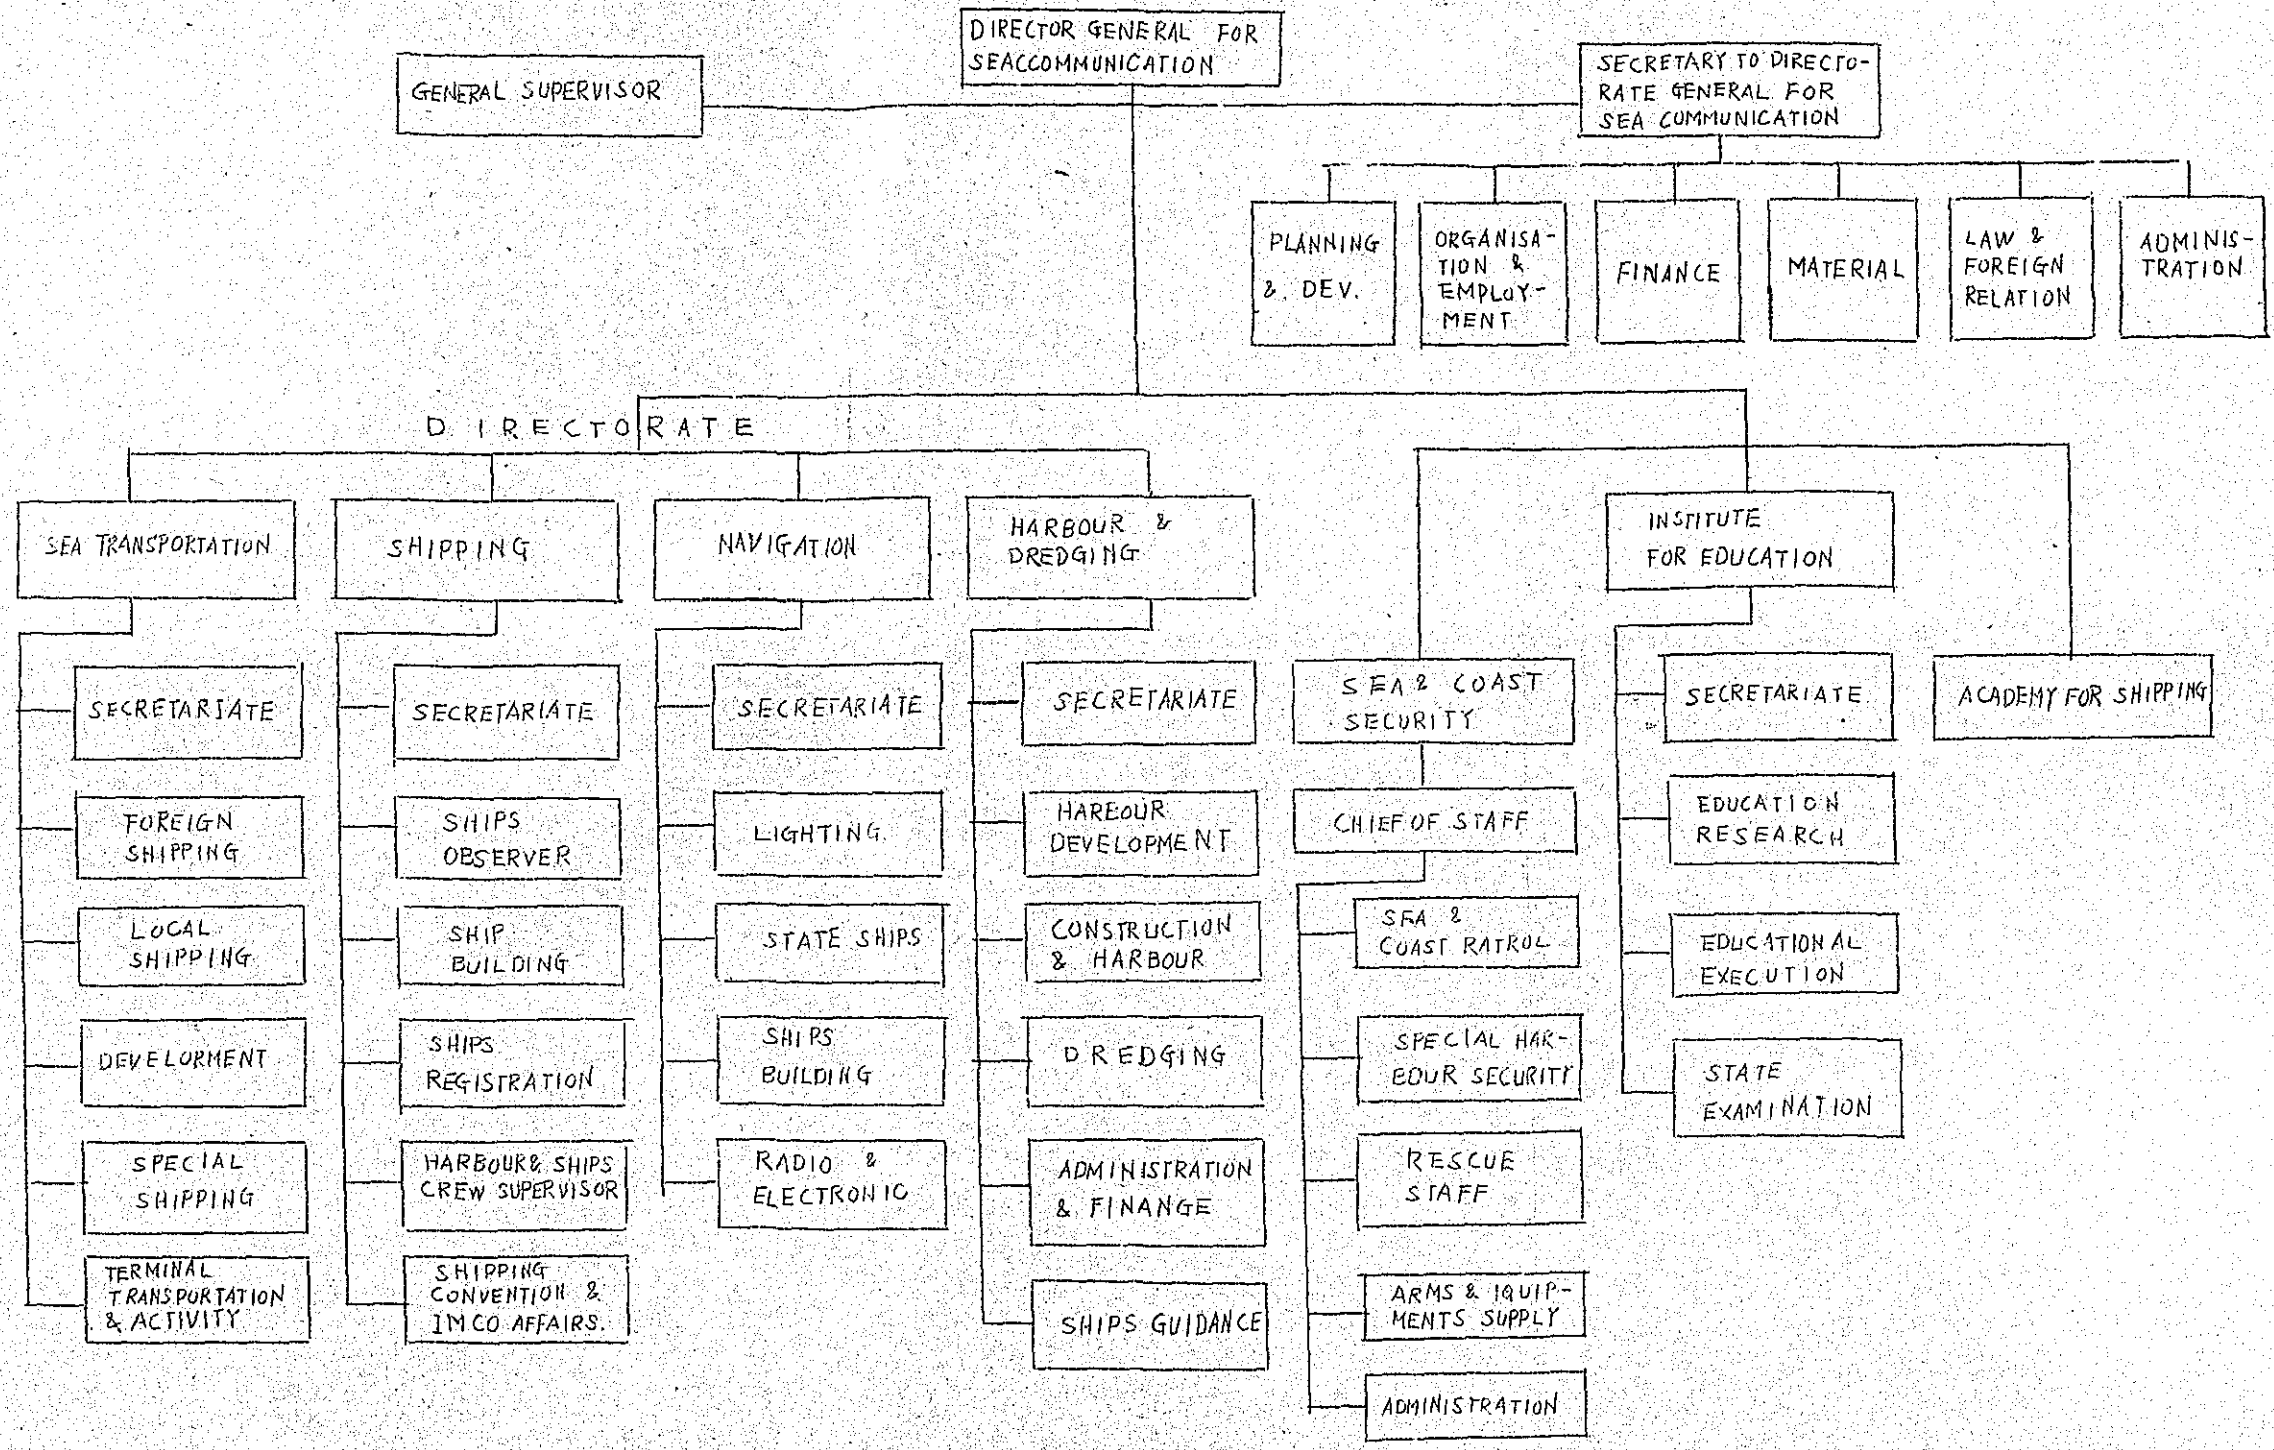 DIRECTOR GENERAL FOR
SEACCOMMUNICATION
GENERAL SUPERVISOR
SECRETARY TO DIRECTO-
RATE GENERAL FOR
SEA COMMUNICATION
PLANNING
& DEV.
ORGANISA-
TION &
EMPLOY-
MENT
FINANCE
MATERIAL
LAW &
FOREIGN
RELATION
ADMINIS-
TRATION
DIRECTORATE
SEA TRANSPORTATION
SHIPPING
NAVIGATION
HARBOUR &
DREDGING
INSTITUTE
FOR EDUCATION
SECRETARIATE
FOREIGN
SHIPPING
LOCAL
SHIPPING
DEVELORMENT
SPECIAL
SHIPPING
TERMINAL
TRANSPORTATION
& ACTIVITY
SECRETARIATE
SHIPS
OBSERVER
SHIP
BUILDING
SHIPS
REGISTRATION
HARBOUR & SHIPS
CREW SUPERVISOR
SHIPPING
CONVENTION &
IMCO AFFAIRS.
SECRETARIATE
LIGHTING
STATE SHIPS
SHIPS
BUILDING
RADIO &
ELECTRONIC
SECRETARIATE
HARBOUR
DEVELOPMENT
CONSTRUCTION
& HARBOUR
DREDGING
ADMINISTRATION
& FINANGE
SHIPS GUIDANCE
SEA & COAST
SECURITY
CHIEF OF STAFF
SEA &
COAST RATROL
SPECIAL HAR-
BOUR SECURITY
RESCUE
STAFF
ARMS & IQUIP-
MENTS SUPPLY
ADMINISTRATION
SECRETARIATE
EDUCATION
RESEARCH
EDUCATIONAL
EXECUTION
STATE
EXAMINATION
ACADEMY FOR SHIPPING